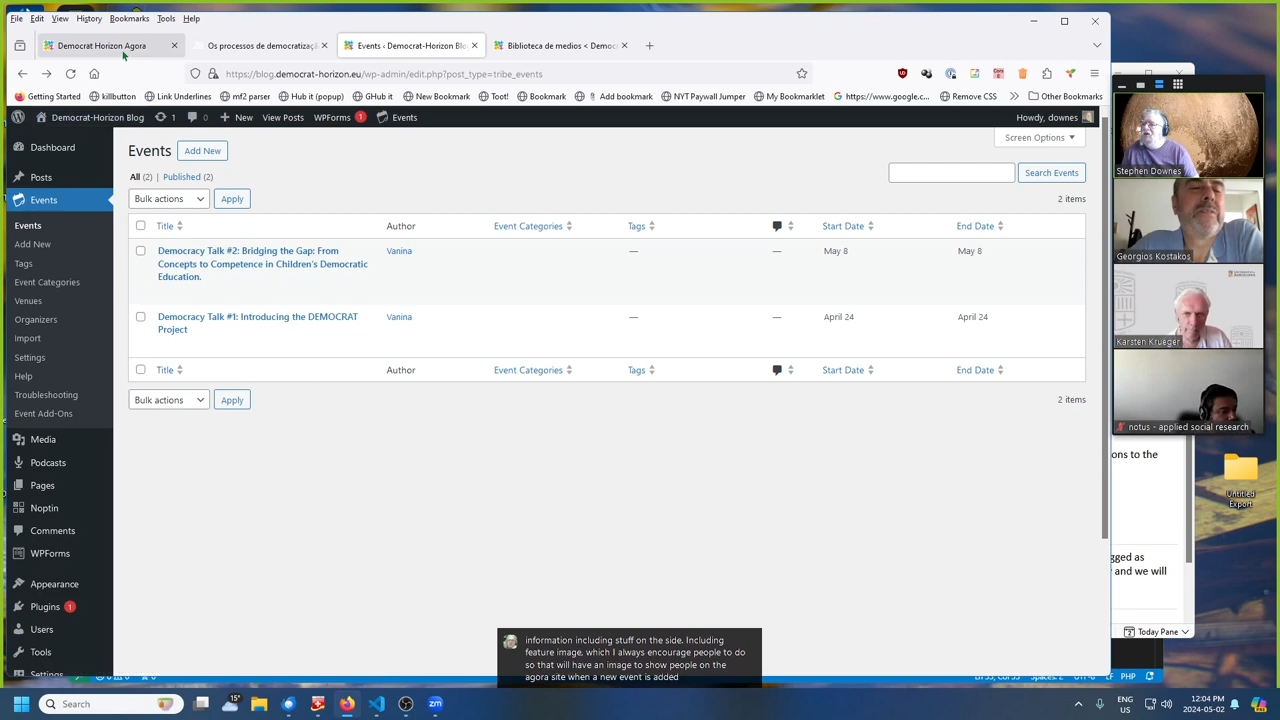 File Edit View History Bookmarks Tools Help
Democrat Horizon Agora
Os processos de democratizaç
Events ‹ Democrat-Horizon Blo
Biblioteca de medios < Democ
https://blog.democrat-horizon.eu/wp-admin/edit.php?post_type=tribe_events
Getting Started
killbutton
Link Underlines
mf2 parser
Hub it (popup)
GHub it
Toot!
Bookmark
Add bookmark
NYT Paywall Jumper
My Bookmarklet
https://www.google.c...
Remove CSS
Other Bookmarks
Democrat-Horizon Blog
1
0
New
View Posts
WPForms 1
Events
Howdy, downes
Dashboard
Posts
Events
Events
Add New
Tags
Event Categories
Venues
Organizers
Import
Settings
Help
Troubleshooting
Event Add-Ons
Media
Podcasts
Pages
Noptin
Comments
WPForms
Appearance
Plugins 1
Users
Tools
Settings
Events
Add New
Screen Options
All (2) | Published (2)
Search Events
Bulk actions
Apply
2 items
Title
Author
Event Categories
Tags
Start Date
End Date
Democracy Talk #2: Bridging the Gap: From
Concepts to Competence in Children's Democratic
Education.
Vanina
—
—
May 8
May 8
Democracy Talk #1: Introducing the DEMOCRAT
Project
Vanina
—
—
April 24
April 24
Title
Author
Event Categories
Tags
Start Date
End Date
Bulk actions
Apply
2 items
Stephen Downes
Georgios Kostakos
Karsten Krueger
notus - applied social research
ons to the
Untitled
Export
gged as
and we will
Today Pane
information including stuff on the side. Including
feature image, which I always encourage people to do
so that will have an image to show people on the
agora site when a new event is added
PHP
Search
15°
ENG
US
12:04 PM
2024-05-02